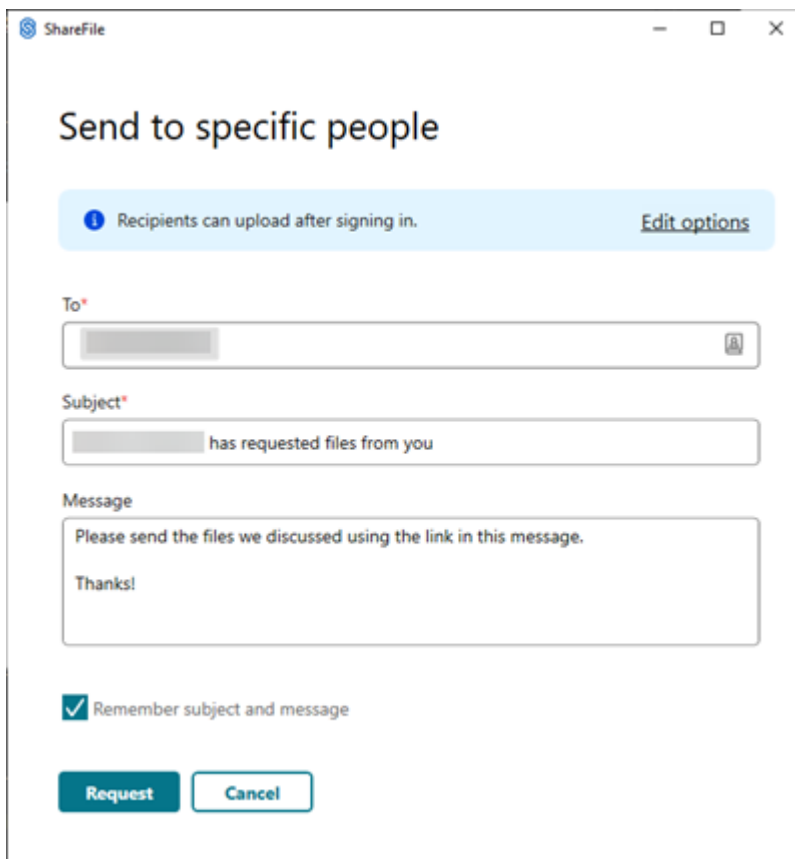 ShareFile
Send to specific people
Recipients can upload after signing in. Edit options
To*
Subject*
has requested files from you
Message
Please send the files we discussed using the link in this message.
Thanks!
Remember subject and message
Request Cancel